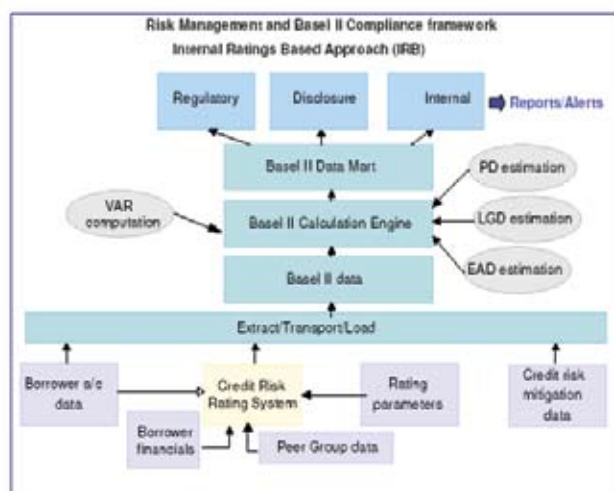 Risk Management and Basel II Compliance framework
Internal Ratings Based Approach (IRB)
Regulatory
Disclosure
Internal
Reports/Alerts
Basel II Data Mart
PD estimation
VAR
computation
Basel II Calculation Engine
LGD estimation
EAD estimation
Basel II data
Extract/Transport/Load
Borrower a/c
data
Credit Risk
Rating System
Rating
parameters
Credit risk
mitigation
data
Borrower
financials
Peer Group data